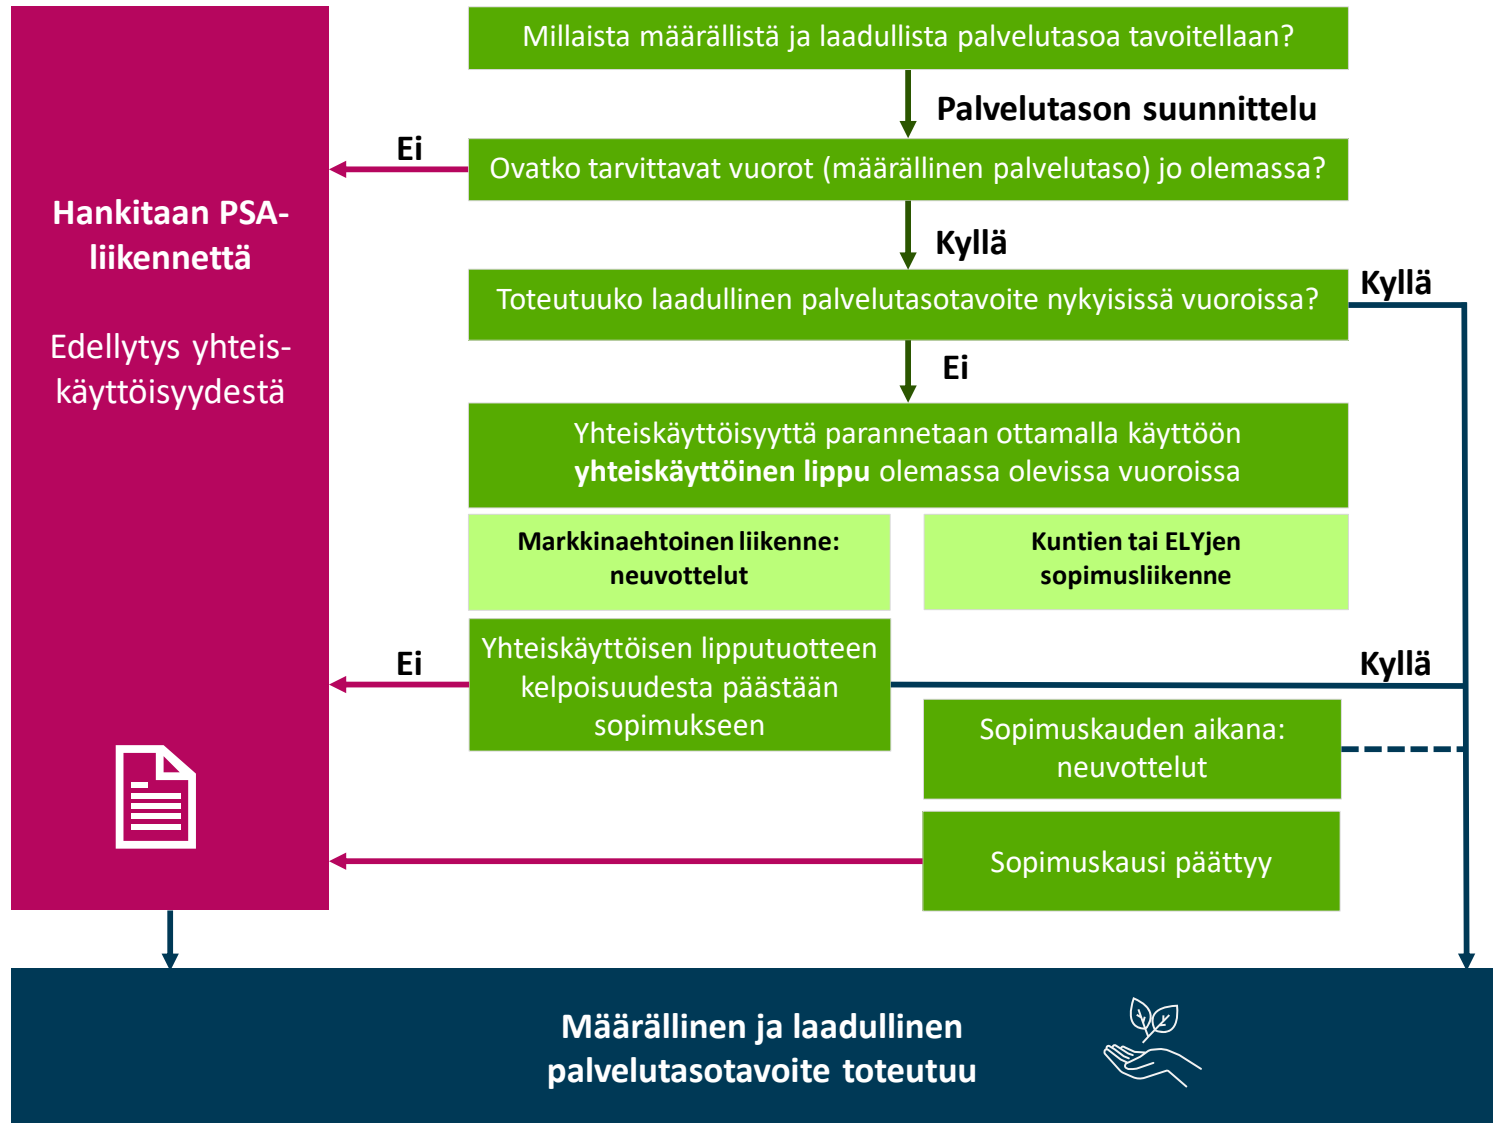 Millaista määrällistä ja laadullista palvelutasoa tavoitellaan?
Palvelutason suunnittelu
Ei
Ovatko tarvittavat vuorot (määrällinen palvelutaso) jo olemassa?
Hankitaan PSA-
liikennettä
Edellytys yhteis-
käyttöisyydestä
Kyllä
Toteutuuko laadullinen palvelutasotavoite nykyisissä vuoroissa?
Kyllä
Ei
Yhteiskäyttöisyyttä parannetaan ottamalla käyttöön
yhteiskäyttöinen lippu olemassa olevissa vuoroissa
Markkinaehtoinen liikenne:
neuvottelut
Kuntien tai ELYjen
sopimusliikenne
Ei
Yhteiskäyttöisen lipputuotteen
kelpoisuudesta päästään
sopimukseen
Kyllä
Sopimuskauden aikana:
neuvottelut
Sopimuskausi päättyy
Määrällinen ja laadullinen
palvelutasotavoite toteutuu